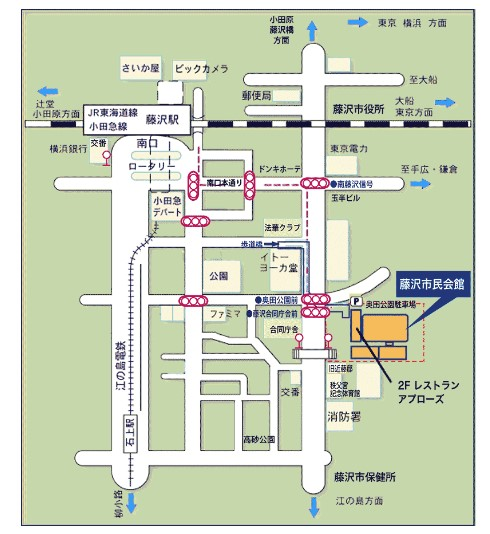 小田原
藤沢橋
方面
東京 横浜 方面
さいか屋
ビックカメラ
至大船
辻堂
小田原方面
郵便局
藤沢市役所
大船
東京方面
JR東海道線
小田急線
藤沢駅
横浜銀行
交番
南口
ロータリー
ドンキホーテ
東京電力
南口本通り
南藤沢信号
至手広・鎌倉
玉半ビル
小田急
デパート
法華クラブ
歩道橋
イトー
ヨーカ堂
公園
藤沢市民会館
奥田公園前
P
奥田公園駐車場
ファミマ
藤沢合同庁舎前
合同庁舎
江の島電鉄
旧近藤邸
2F レストラン
アプローズ
交番
秩父宮
記念体育館
消防署
石上駅
高砂公園
藤沢市保健所
柳小路
江の島方面